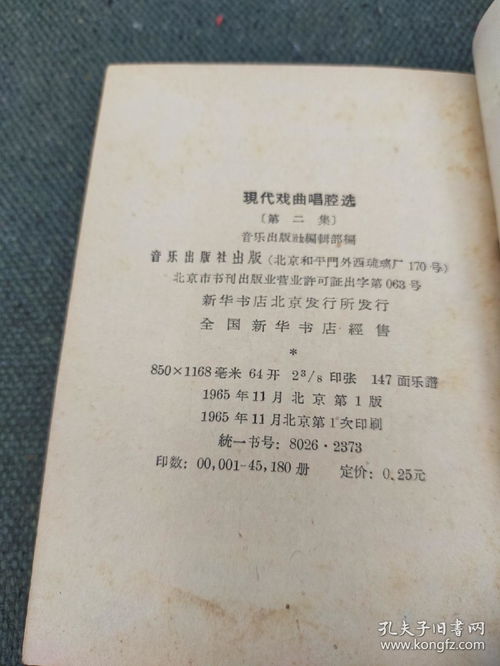 現代戏曲唱腔选
〔第二集〕
音乐出版社編輯部編
音乐出版社出版（北京和平門外西琉璃厂170号）
北京市书刊出版业营业許可証出字第063号
新华书店北京发行所发行
全国新华书店·經售
*
850×1168毫米 64开 2 3/8 印张 147面乐譜
1965年11月北京第1版
1965年11月北京第1次印刷
統一书号：8026·2373
印数：00,001-45,180册 定价：0.25元
孔夫子旧书网
www.kongfz.com